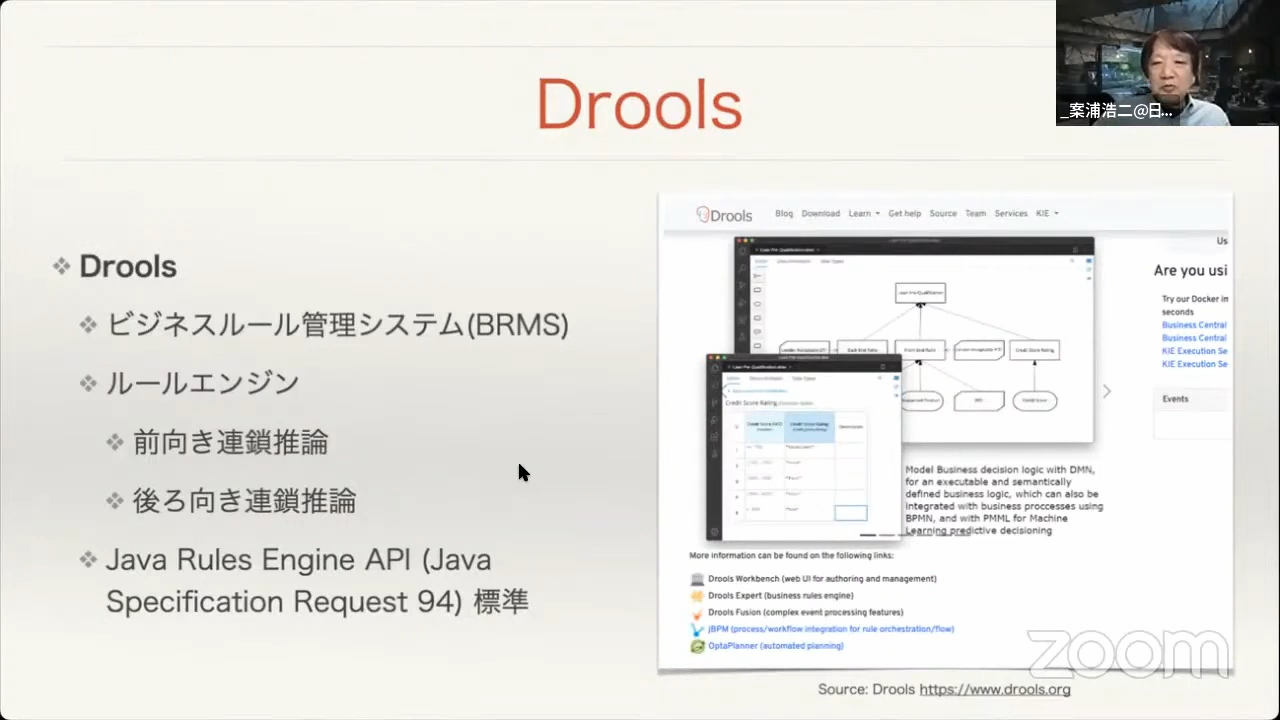 Drools
_案浦浩二@日...
Drools
ビジネスルール管理システム(BRMS)
ルールエンジン
前向き連鎖推論
後ろ向き連鎖推論
Java Rules Engine API (Java
Specification Request 94) 標準
Drools
Blog Download Learn Get help Source Team Services KIE
Us
Are you usi
Try our Docker in
seconds
Business Central
Business Central
KIE Execution Se
KIE Execution Se
Events
Credit Score Rating
Model Business decision logic with DMN,
for an executable and semantically
defined business logic, which can also be
integrated with business proccesses using
BPMN, and with PMML for Machine
Learning predictive decisioning
More information can be found on the following links:
Drools Workbench (web UI for authoring and management)
Drools Expert (business rules engine)
Drools Fusion (complex event processing features)
jBPM (process/workflow integration for rule orchestration/flow)
OptaPlanner (automated planning)
zoom
Source: Drools https://www.drools.org